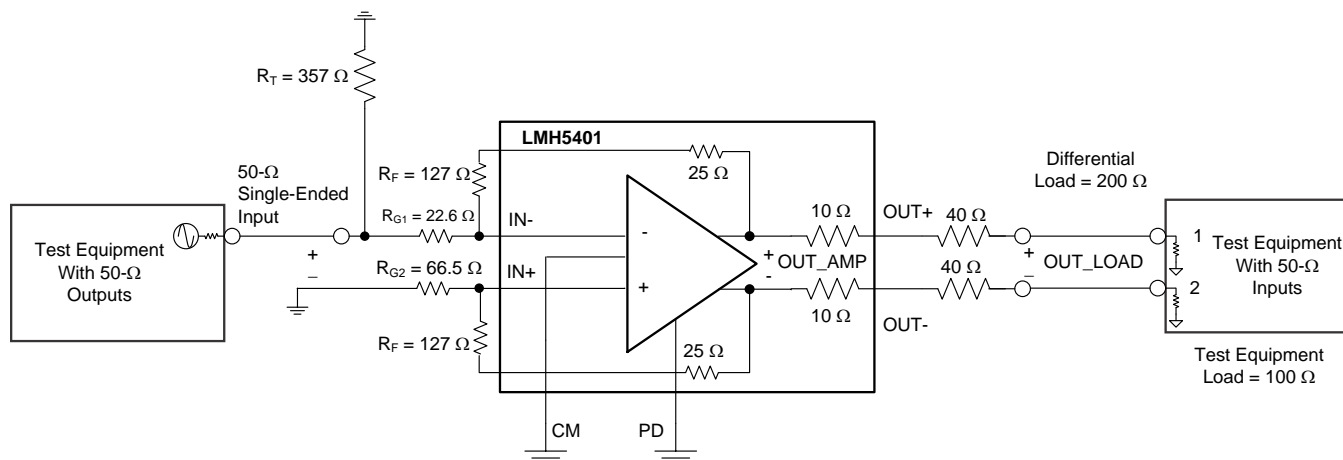 R_T = 357 Ω
LMH5401
25 Ω
R_F = 127 Ω
50-Ω
Single-Ended
Input
R_G1 = 22.6 Ω
IN-
-
+
-
Test Equipment
With 50-Ω
Outputs
R_G2 = 66.5 Ω
IN+
+
R_F = 127 Ω
25 Ω
10 Ω
OUT+
40 Ω
+
-
OUT_AMP
10 Ω
OUT-
40 Ω
Differential
Load = 200 Ω
+
-
OUT_LOAD
1
2
Test Equipment
With 50-Ω
Inputs
Test Equipment
Load = 100 Ω
CM
PD